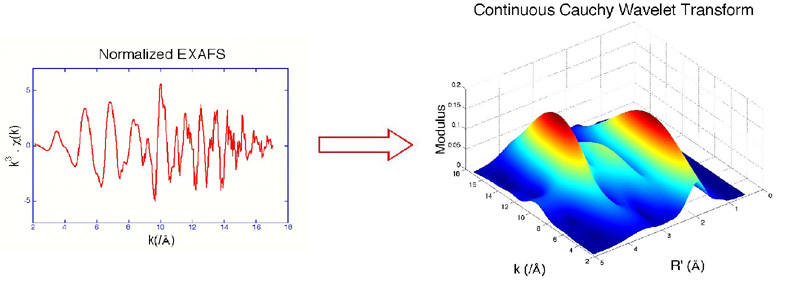 Continuous Cauchy Wavelet Transform
Normalized EXAFS
5
0
-5
k³ . χ(k)
2 4 6 8 10 12 14 16 18
k(/Å)
0.2
0.15
0.1
0.05
0
Modulus
16
14
12
10
8
6
4
2
k (/Å)
5
4
3
2
1
0
R' (Å)